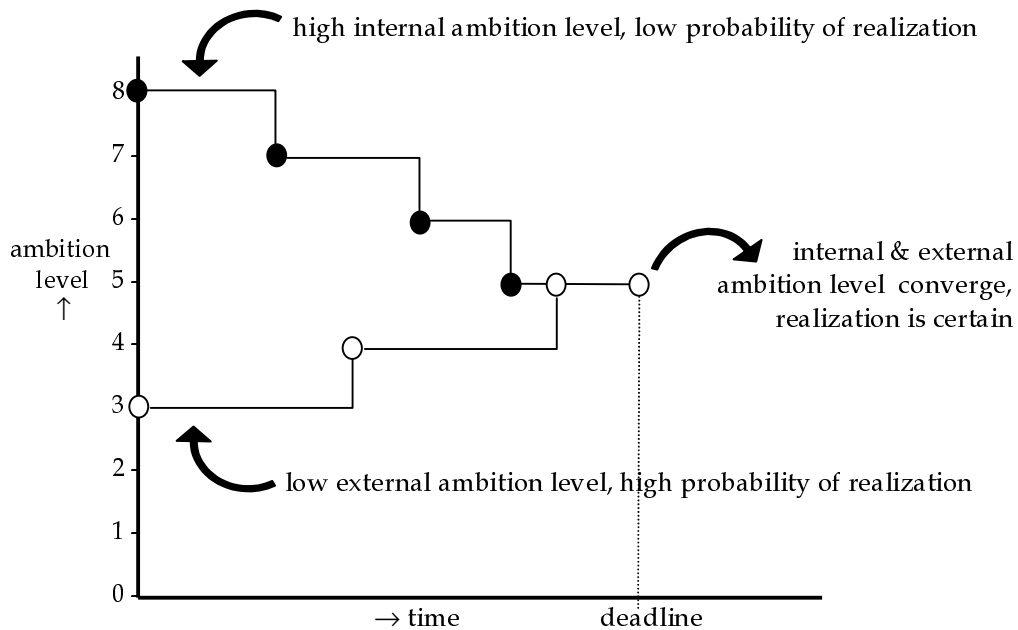 high internal ambition level, low probability of realization
8
7
6
ambition
level
↑
internal & external
ambition level converge,
realization is certain
5
4
3
2
low external ambition level, high probability of realization
1
0
→ time
deadline